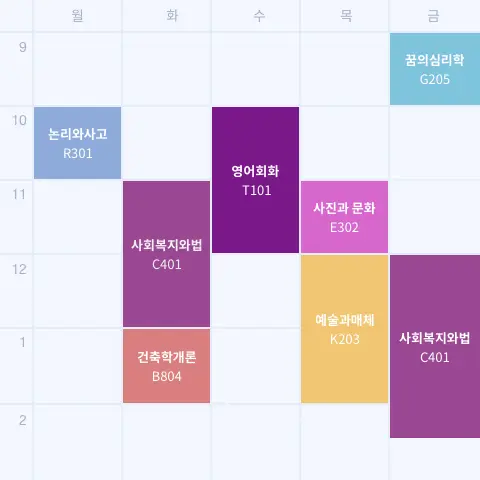 월 화 수 목 금
9
꿈의심리학
G205
10
논리와사고
R301
영어회화
T101
11
사회복지와법
C401
사진과 문화
E302
12
예술과매체
K203
사회복지와법
C401
1
건축학개론
B804
2